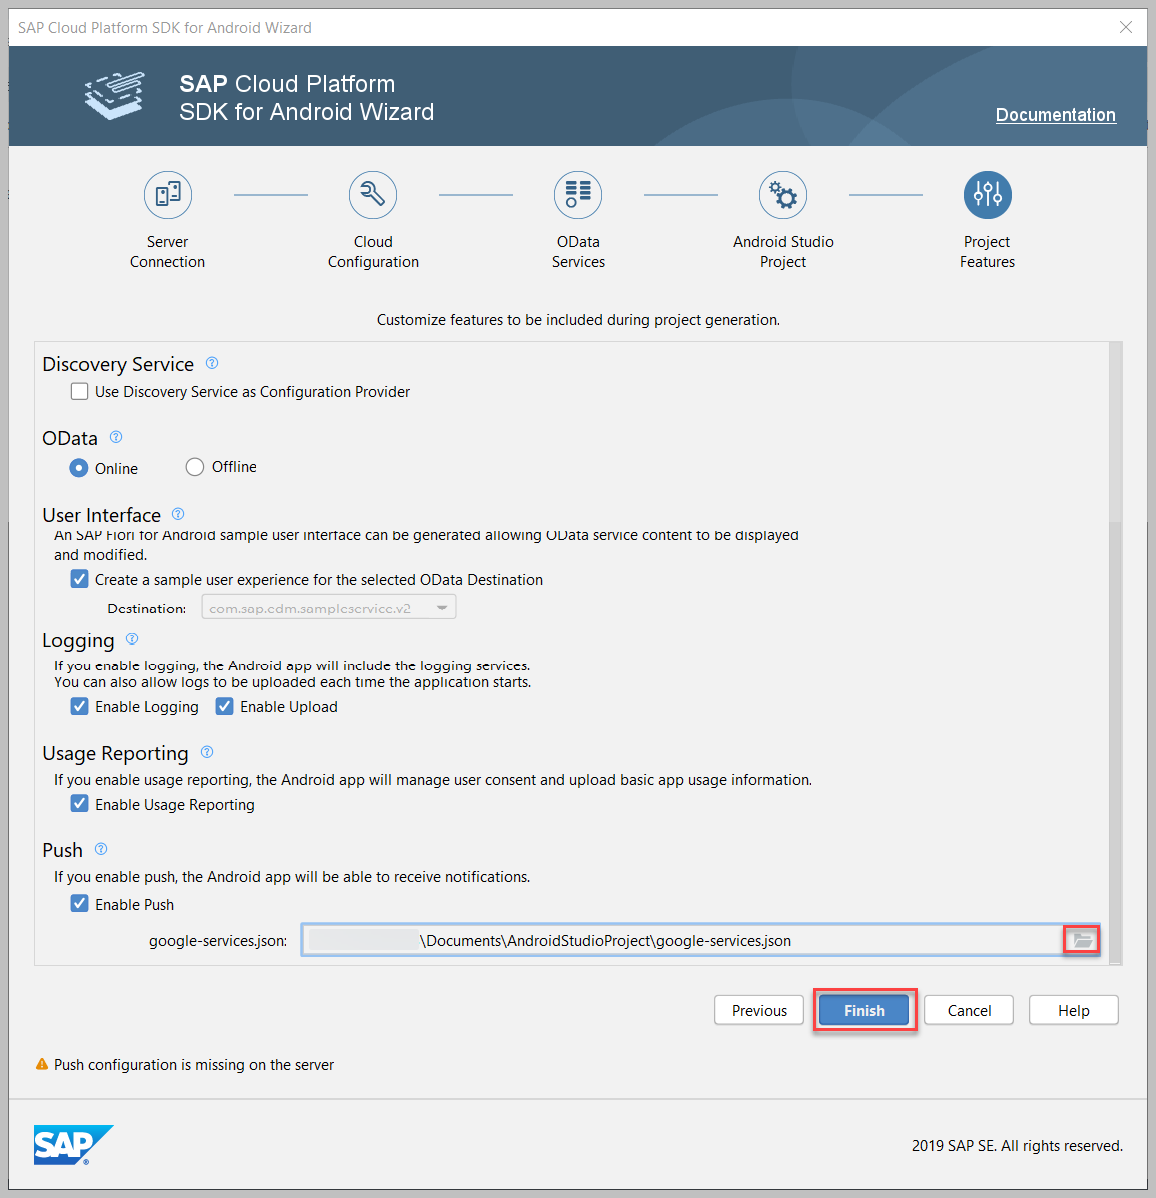 SAP Cloud Platform SDK for Android Wizard
SAP Cloud Platform
SDK for Android Wizard
Documentation
Server
Connection
Cloud
Configuration
OData
Services
Android Studio
Project
Project
Features
Customize features to be included during project generation.
Discovery Service ?
Use Discovery Service as Configuration Provider
OData ?
Online Offline
User Interface ?
An SAP Fiori for Android sample user interface can be generated allowing OData service content to be displayed
and modified.
Create a sample user experience for the selected OData Destination
Destination: com.sap.edm.sampleservice.v2
Logging ?
If you enable logging, the Android app will include the logging services.
You can also allow logs to be uploaded each time the application starts.
Enable Logging Enable Upload
Usage Reporting ?
If you enable usage reporting, the Android app will manage user consent and upload basic app usage information.
Enable Usage Reporting
Push ?
If you enable push, the Android app will be able to receive notifications.
Enable Push
google-services.json: \Documents\AndroidStudioProject\google-services.json
Previous Finish Cancel Help
Push configuration is missing on the server
SAP ®
2019 SAP SE. All rights reserved.